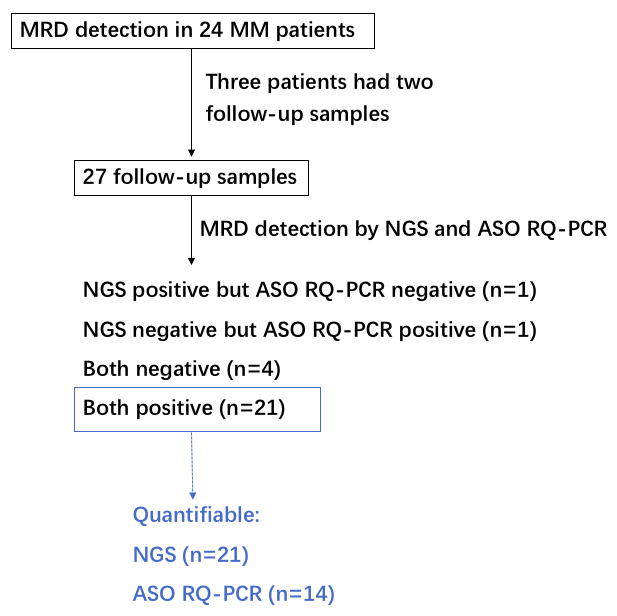 MRD detection in 24 MM patients
Three patients had two
follow-up samples
27 follow-up samples
MRD detection by NGS and ASO RQ-PCR
NGS positive but ASO RQ-PCR negative (n=1)
NGS negative but ASO RQ-PCR positive (n=1)
Both negative (n=4)
Both positive (n=21)
Quantifiable:
NGS (n=21)
ASO RQ-PCR (n=14)